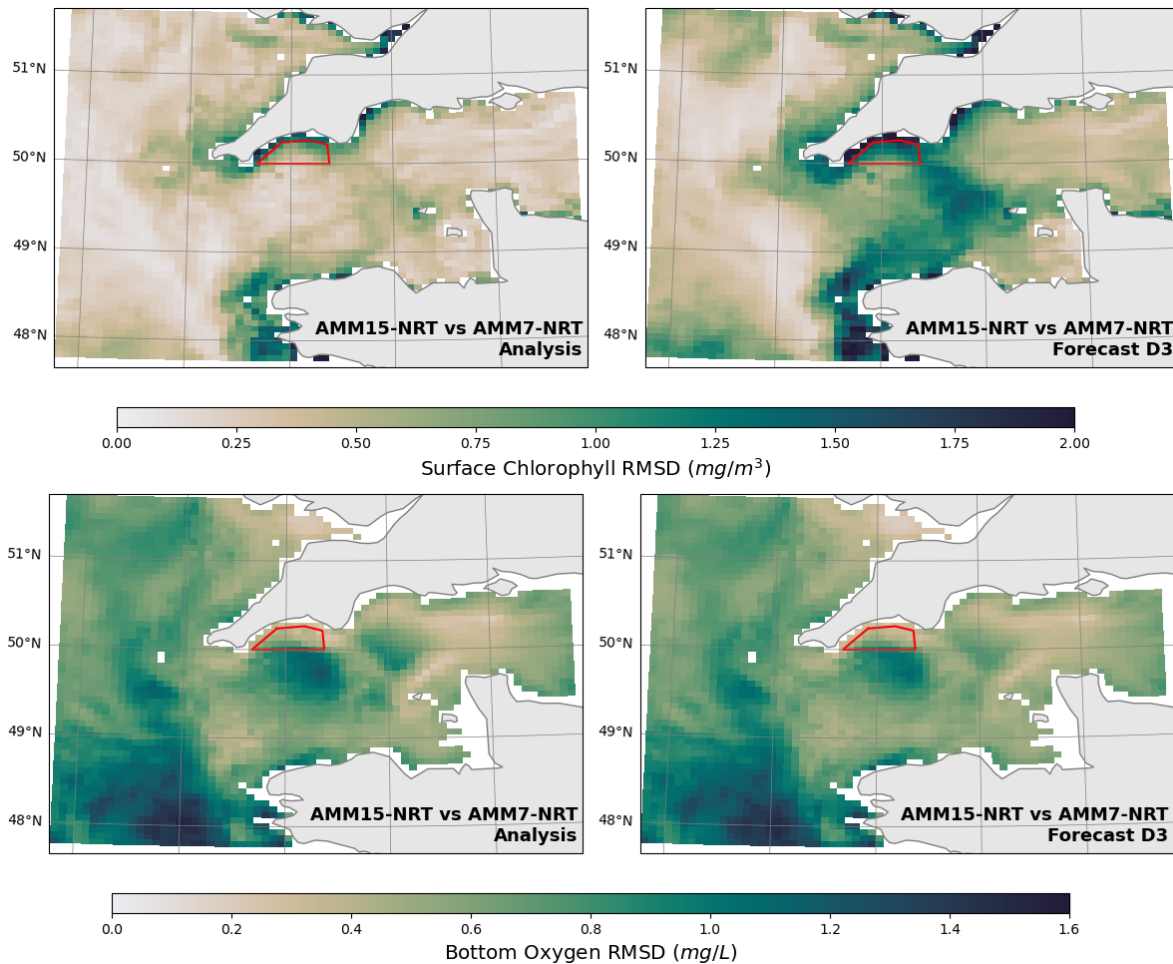 51°N
50°N
49°N
48°N
AMM15-NRT vs AMM7-NRT
Analysis
51°N
50°N
49°N
48°N
AMM15-NRT vs AMM7-NRT
Forecast D3
0.00 0.25 0.50 0.75 1.00 1.25 1.50 1.75 2.00
Surface Chlorophyll RMSD (mg/m³)
51°N
50°N
49°N
48°N
AMM15-NRT vs AMM7-NRT
Analysis
51°N
50°N
49°N
48°N
AMM15-NRT vs AMM7-NRT
Forecast D3
0.0 0.2 0.4 0.6 0.8 1.0 1.2 1.4 1.6
Bottom Oxygen RMSD (mg/L)